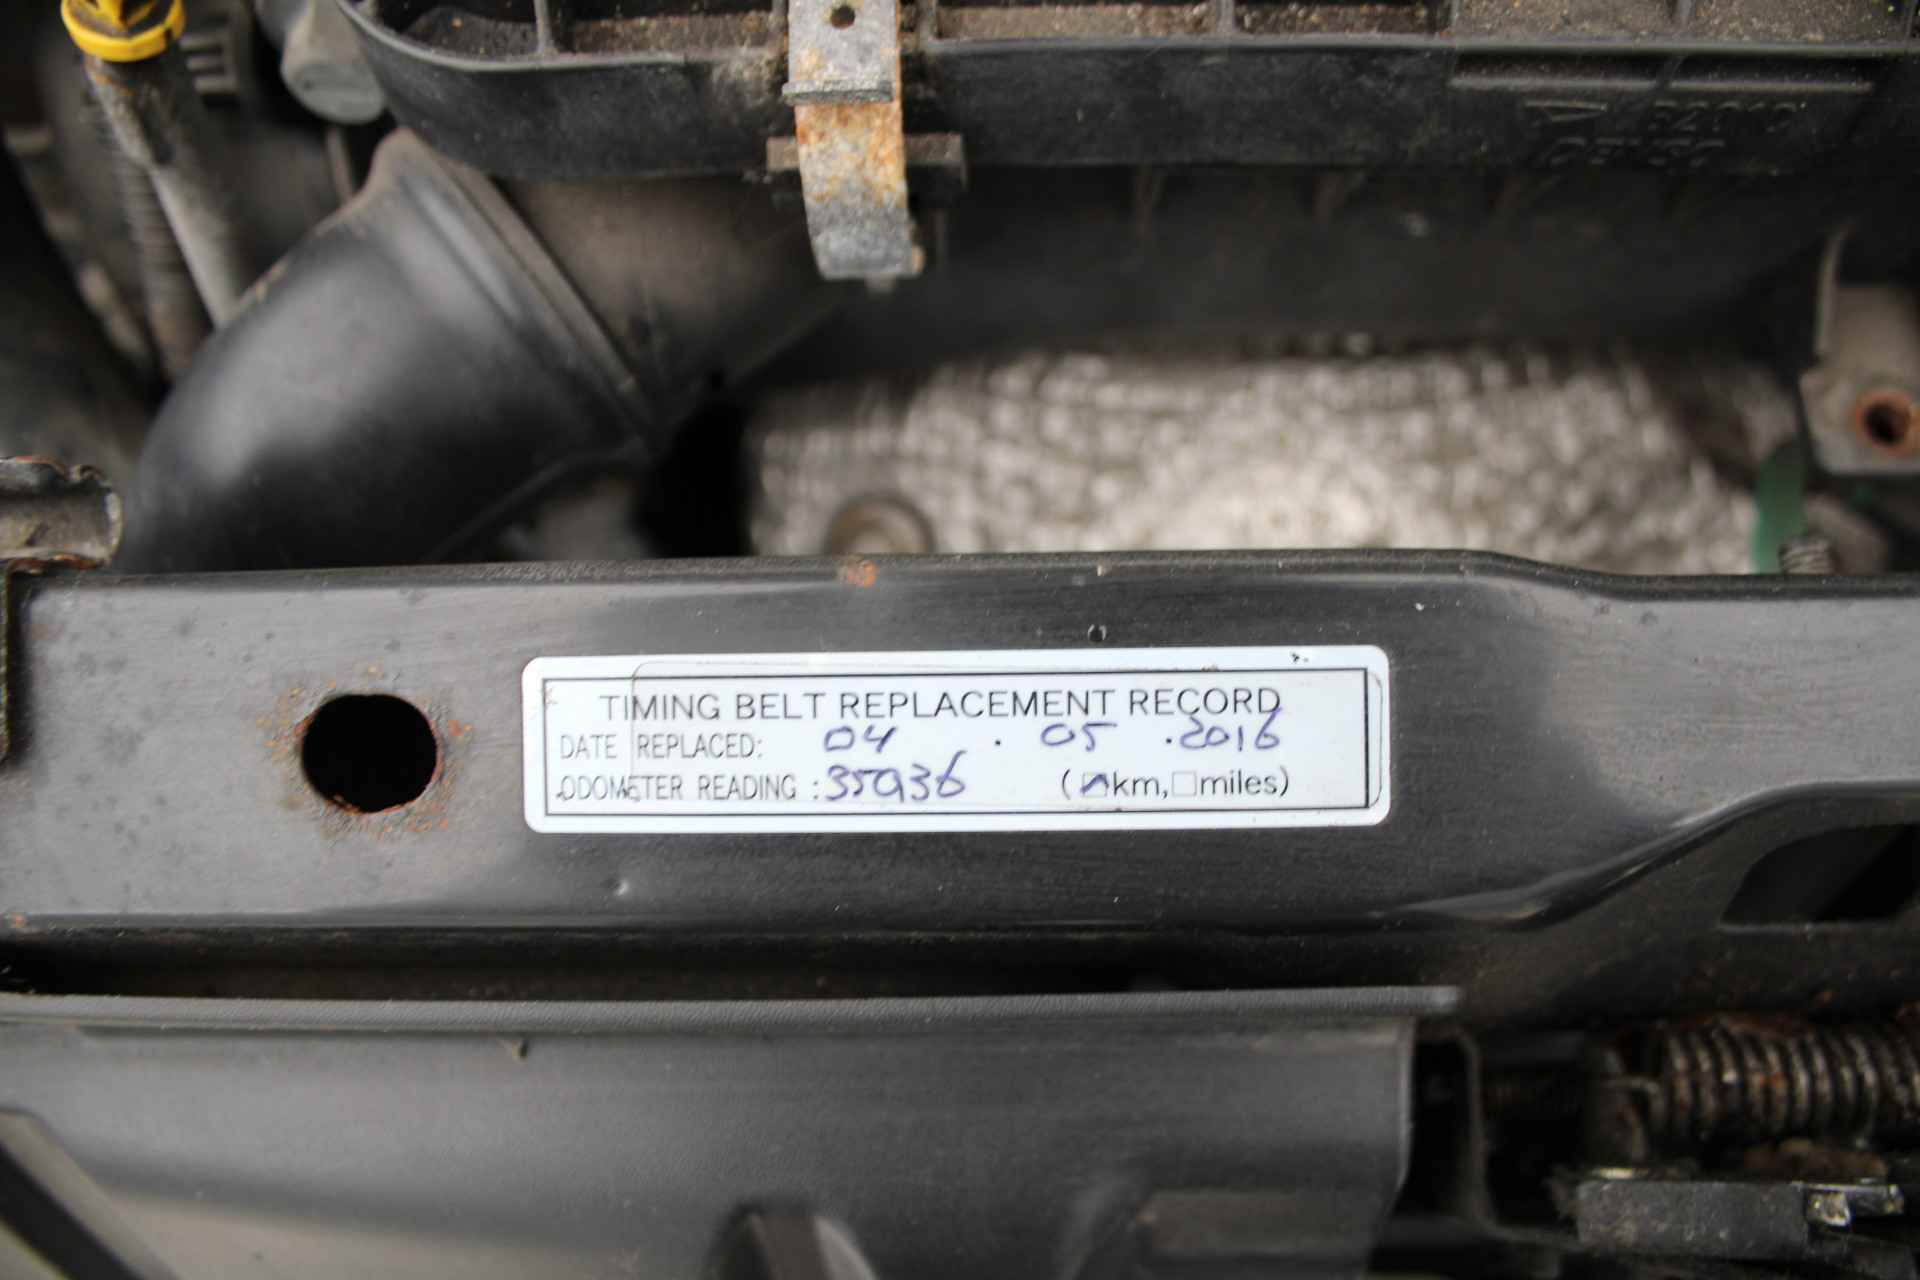 TIMING BELT REPLACEMENT RECORD
DATE REPLACED: 04 . 05 .2016
ODOMETER READING : 35936 (☑km,☐miles)